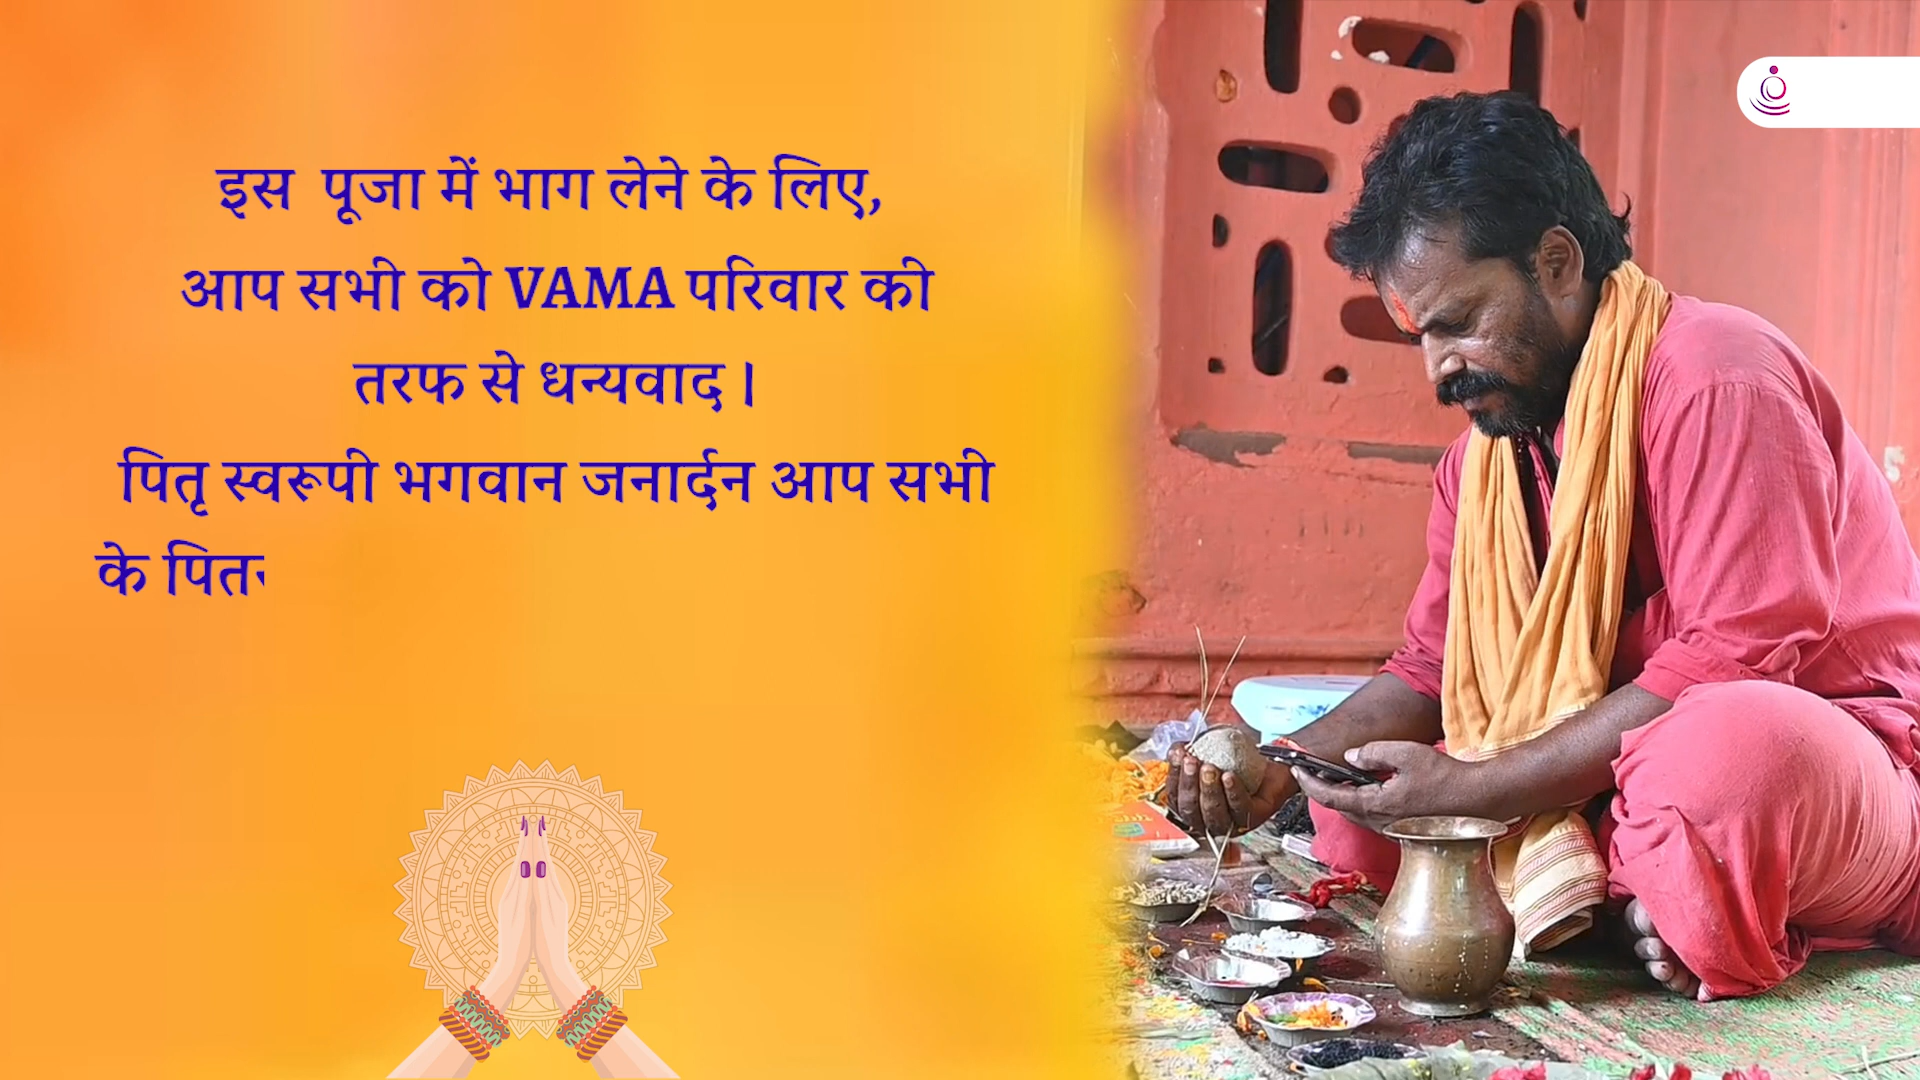 इस पूजा में भाग लेने के लिए,
आप सभी को VAMA परिवार की
तरफ से धन्यवाद ।
पितृ स्वरूपी भगवान जनार्दन आप सभी
के